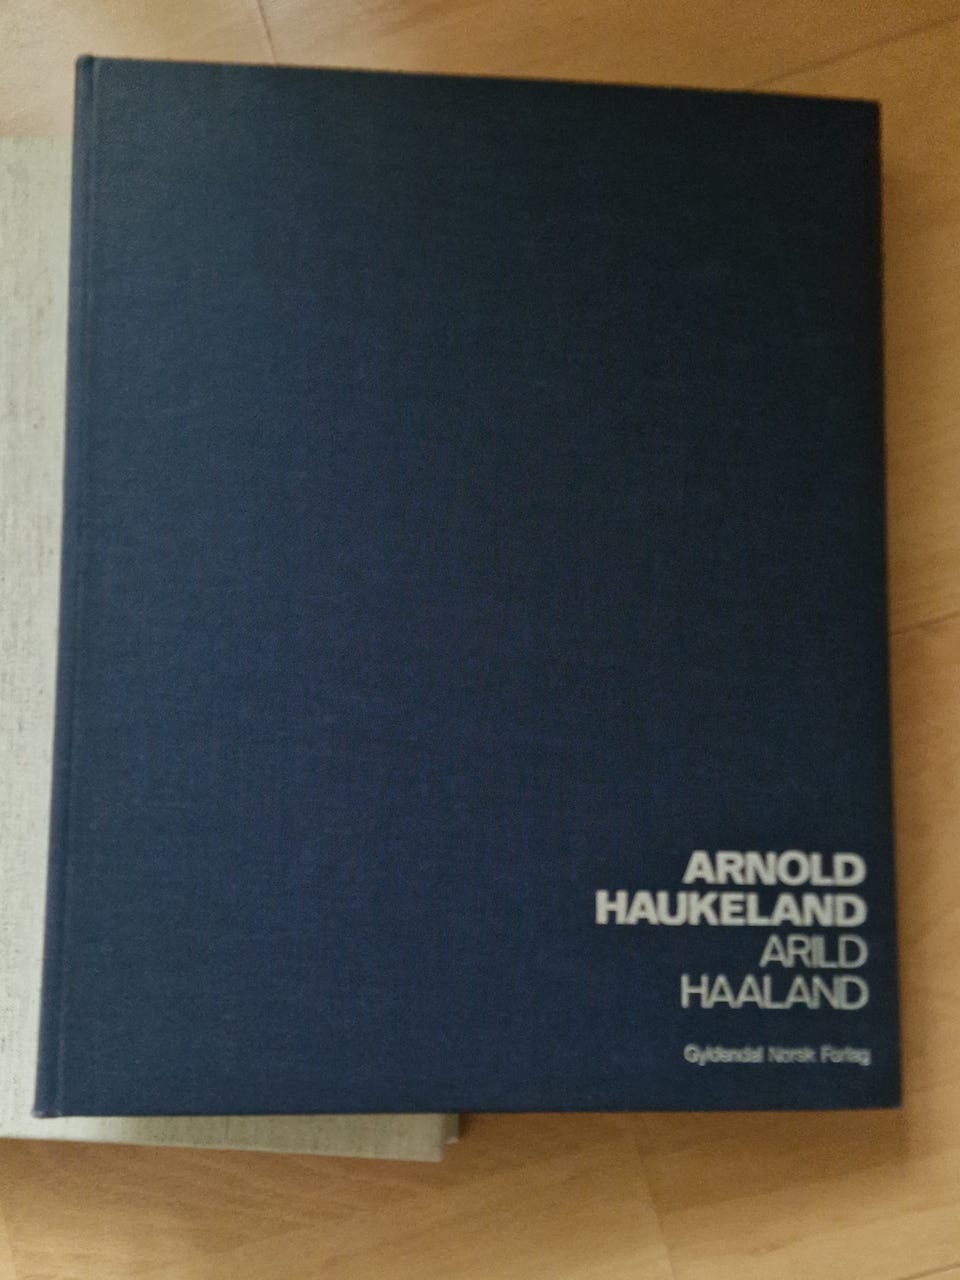 ARNOLD
HAUKELAND
ARILD
HAALAND
Gyldendal Norsk Forlag